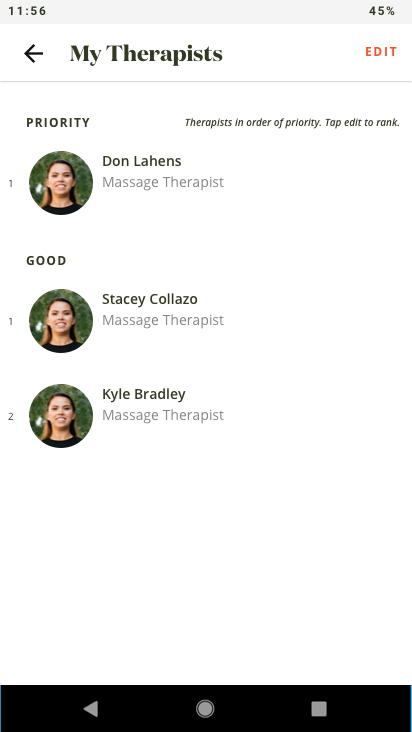 11:56 45%
My Therapists EDIT
PRIORITY Therapists in order of priority. Tap edit to rank.
Don Lahens
1 Massage Therapist
GOOD
Stacey Collazo
1 Massage Therapist
Kyle Bradley
2 Massage Therapist